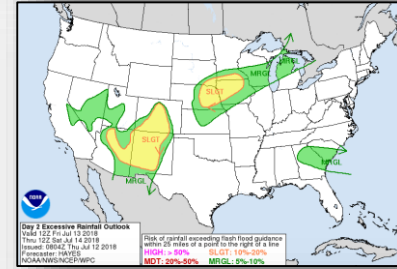 MRGL
MRGL
SLGT
SLGT
MRGL
MRGL
NOAA
Day 2 Excessive Rainfall Outlook
Valid 12Z Fri Jul 13 2018
Thru 12Z Sat Jul 14 2018
Issued: 0804Z Thu Jul 12 2018
Forecaster: HAYES
NOAA/NWS/NCEP/WPC
Risk of rainfall exceeding flash flood guidance
within 25 miles of a point to the right of a line
HIGH: > 50% SLGT: 10%-20%
MDT: 20%-50% MRGL: 5%-10%